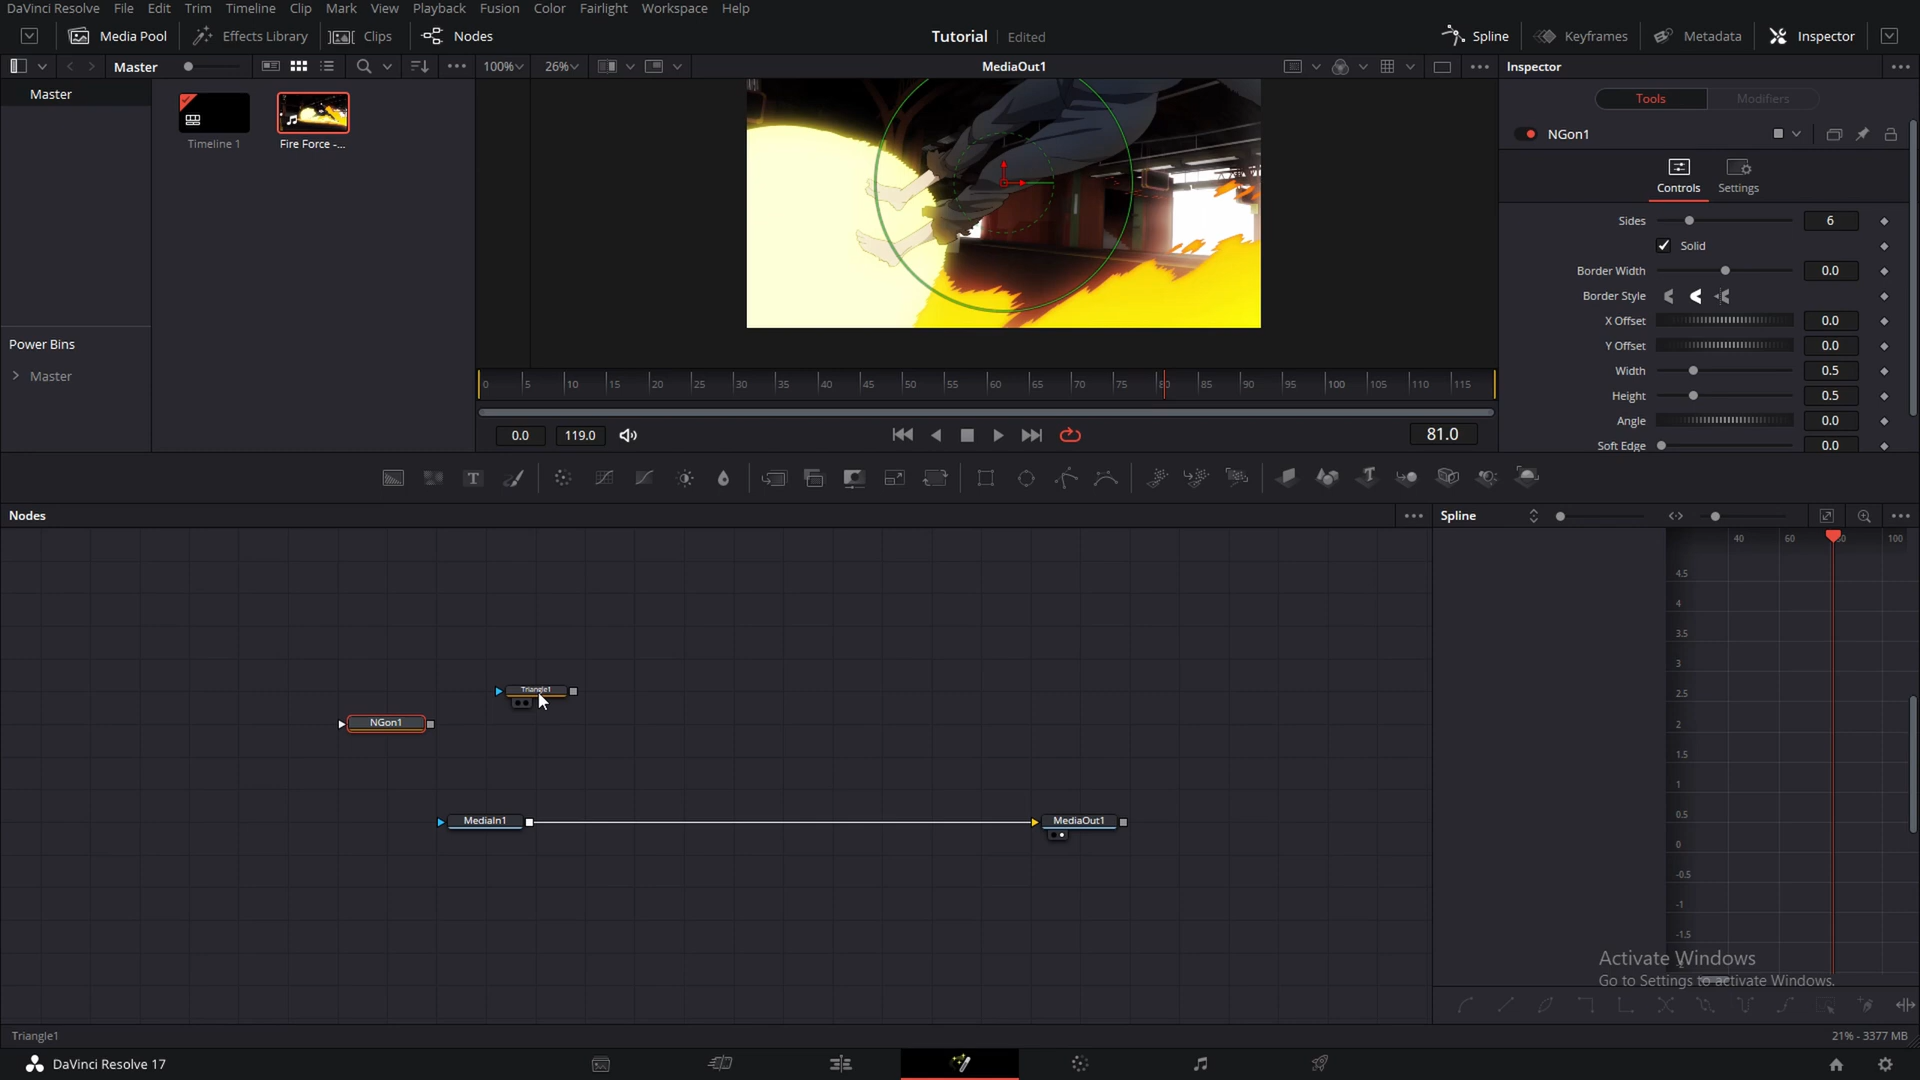 DaVinci Resolve File Edit Trim Timeline Clip Mark View Playback Fusion Color Fairlight Workspace Help
Media Pool Effects Library Clips Nodes Tutorial Edited Spline Keyframes Metadata Inspector
Master 100% 26% MediaOut1 Inspector
Master
Timeline 1
Fire Force -...
Tools Modifiers
NGon1
Controls Settings
Sides 6
Solid
Border Width 0.0
Border Style
X Offset 0.0
Y Offset 0.0
Width 0.5
Height 0.5
Angle 0.0
Soft Edge 0.0
Power Bins
Master
0 5 10 15 20 25 30 35 40 45 50 55 60 65 70 75 80 85 90 95 100 105 110 115
0.0 119.0 81.0
Nodes Spline
40 60 80 100
4.5
4
3.5
3
2.5
2
1.5
1
0.5
0
-0.5
-1
-1.5
Triangle1
NGon1
MediaIn1 MediaOut1
Activate Windows
Go to Settings to activate Windows.
Triangle1 21% - 3377 MB
DaVinci Resolve 17